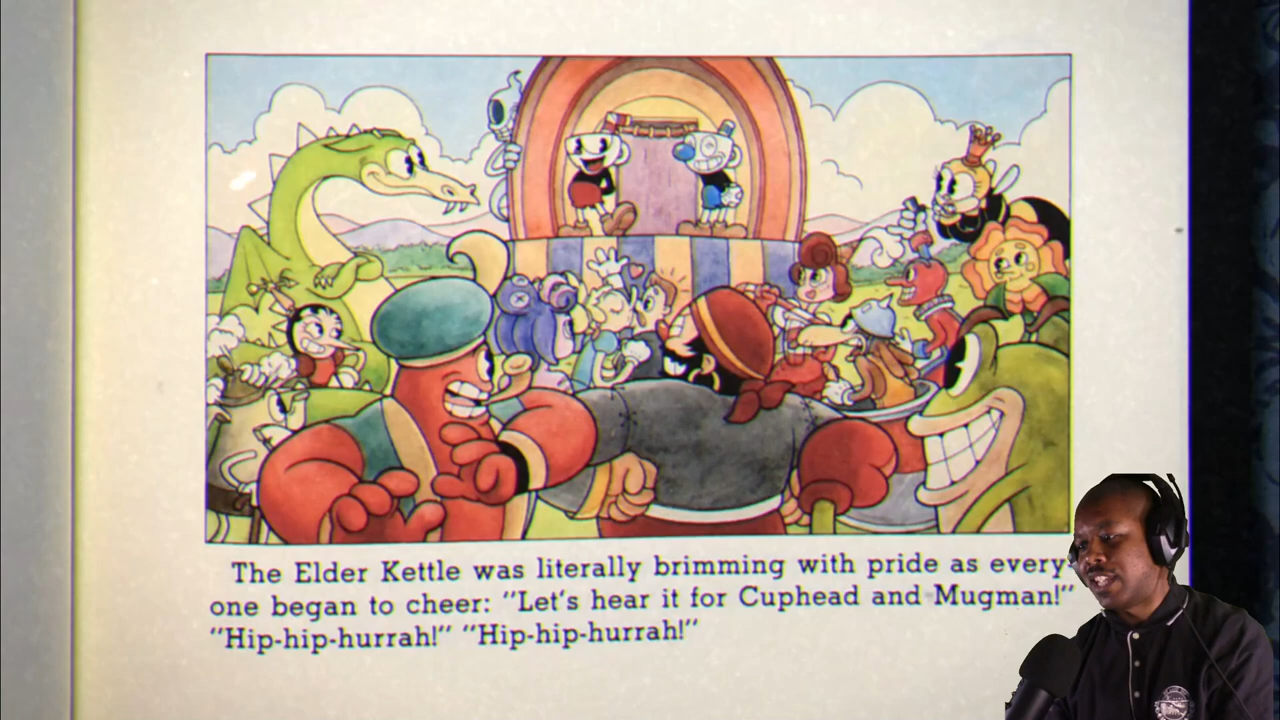 The Elder Kettle was literally brimming with pride as every-
one began to cheer: “Let's hear it for Cuphead and Mugman!”
“Hip-hip-hurrah!” “Hip-hip-hurrah!”